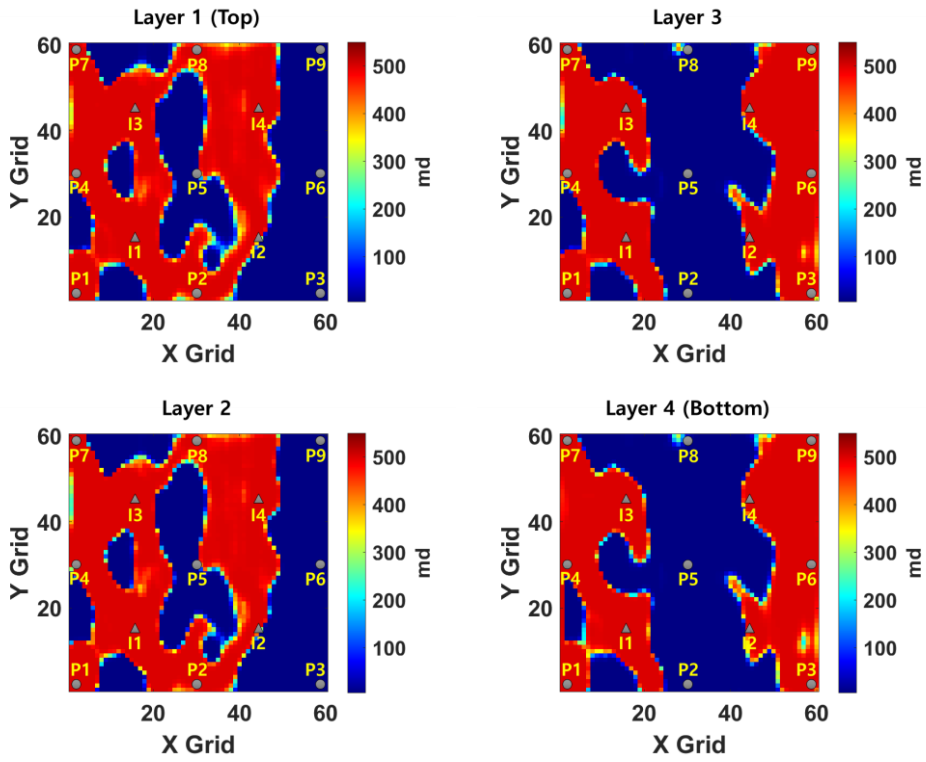 Layer 1 (Top)
60
P7
P8
P9
500
40
I3
I4
400
300
P4
P5
P6
20
200
I1
I2
100
P1
P2
P3
20
40
60
X Grid
Y Grid
md
Layer 3
60
P7
P8
P9
500
40
I3
I4
400
300
P4
P5
P6
20
200
I1
I2
100
P1
P2
P3
20
40
60
X Grid
Y Grid
md
Layer 2
60
P7
P8
P9
500
40
I3
I4
400
300
P4
P5
P6
20
200
I1
I2
100
P1
P2
P3
20
40
60
X Grid
Y Grid
md
Layer 4 (Bottom)
60
P7
P8
P9
500
40
I3
I4
400
300
P4
P5
P6
20
200
I1
I2
100
P1
P2
P3
20
40
60
X Grid
Y Grid
md